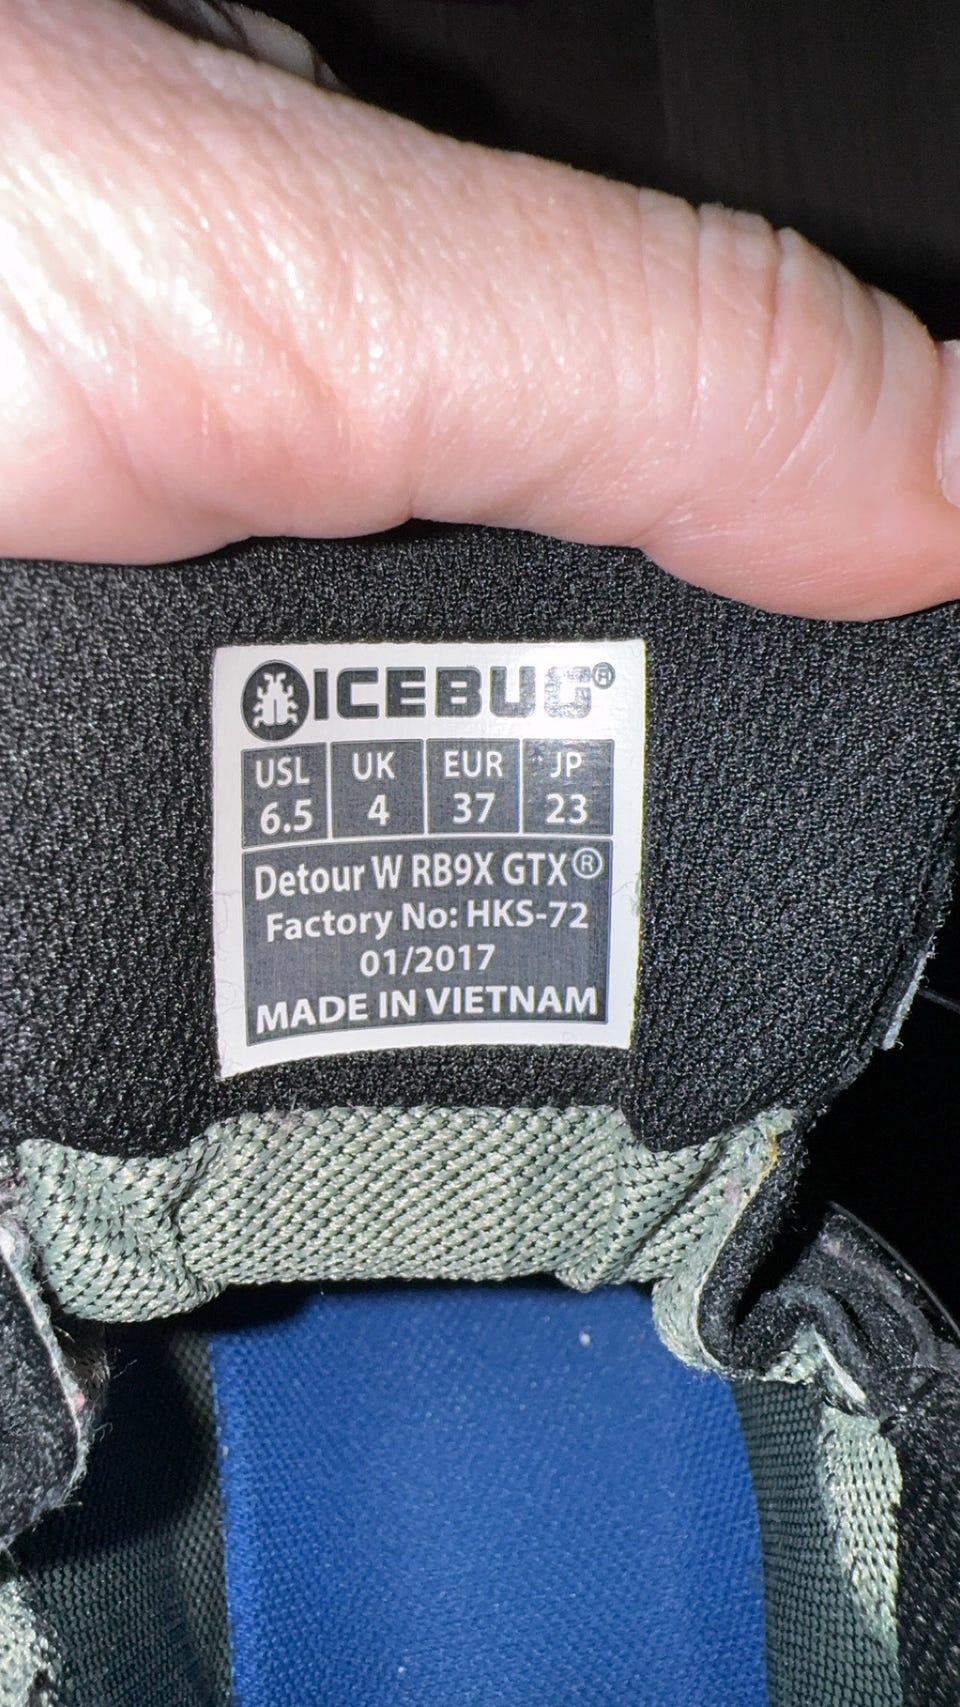 ICEBUG®
USL UK EUR JP
6.5 4 37 23
Detour W RB9X GTX®
Factory No: HKS-72
01/2017
MADE IN VIETNAM